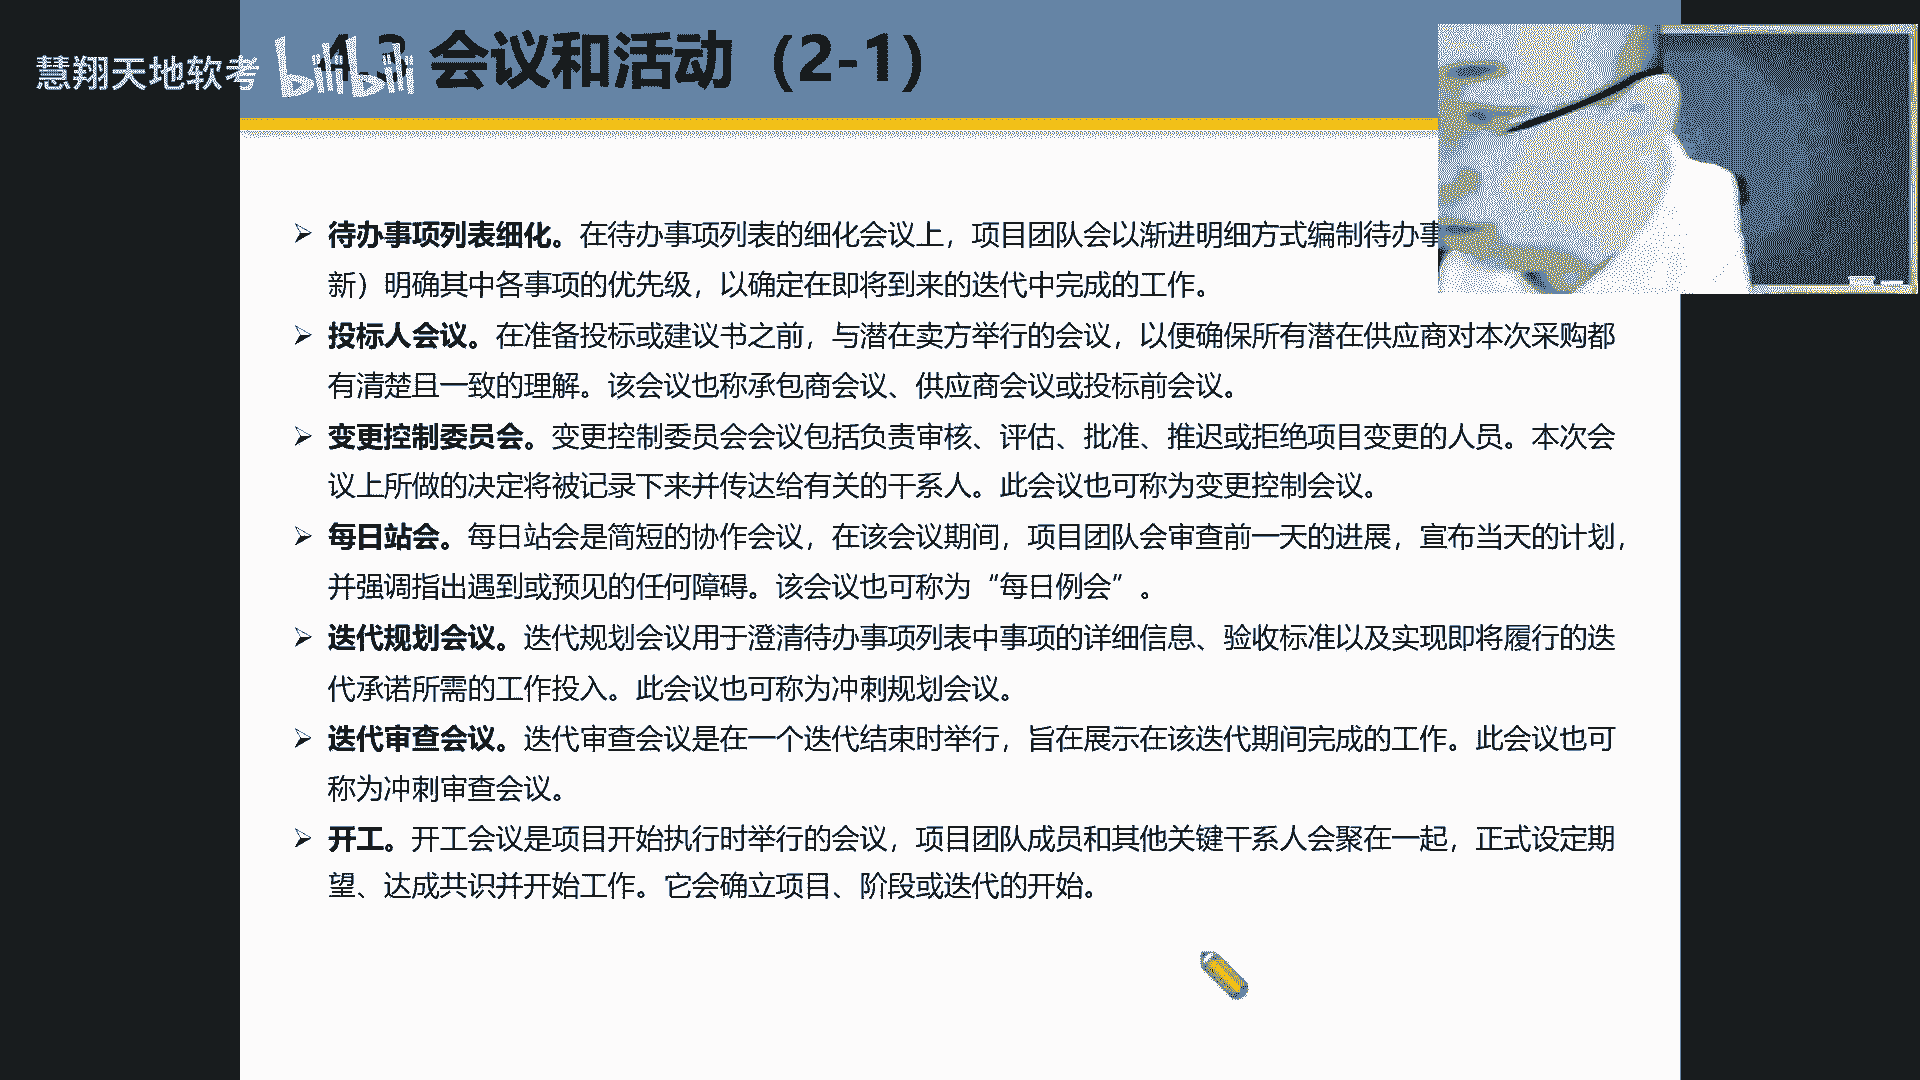 慧翔天地软考
bilibili
4.3 会议和活动（2-1）
➢ 待办事项列表细化。在待办事项列表的细化会议上，项目团队会以渐进明细方式编制待办事
新）明确其中各事项的优先级，以确定在即将到来的迭代中完成的工作。
➢ 投标人会议。在准备投标或建议书之前，与潜在卖方举行的会议，以便确保所有潜在供应商对本次采购都
有清楚且一致的理解。该会议也称承包商会议、供应商会议或投标前会议。
➢ 变更控制委员会。变更控制委员会会议包括负责审核、评估、批准、推迟或拒绝项目变更的人员。本次会
议上所做的决定将被记录下来并传达给有关的干系人。此会议也可称为变更控制会议。
➢ 每日站会。每日站会是简短的协作会议，在该会议期间，项目团队会审查前一天的进展，宣布当天的计划，
并强调指出遇到或预见的任何障碍。该会议也可称为“每日例会”。
➢ 迭代规划会议。迭代规划会议用于澄清待办事项列表中事项的详细信息、验收标准以及实现即将履行的迭
代承诺所需的工作投入。此会议也可称为冲刺规划会议。
➢ 迭代审查会议。迭代审查会议是在一个迭代结束时举行，旨在展示在该迭代期间完成的工作。此会议也可
称为冲刺审查会议。
➢ 开工。开工会议是项目开始执行时举行的会议，项目团队成员和其他关键干系人会聚在一起，正式设定期
望、达成共识并开始工作。它会确立项目、阶段或迭代的开始。